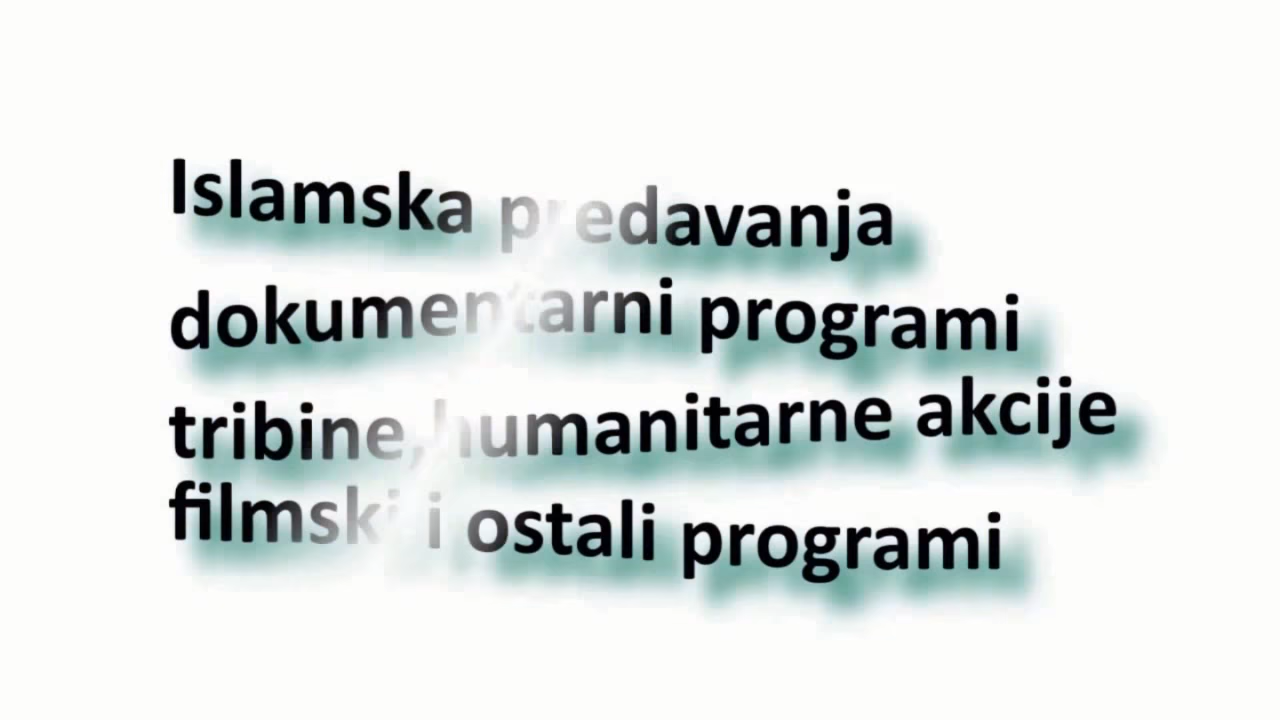 Islamska predavanja
dokumentarni programi
tribine, humanitarne akcije
filmski i ostali programi